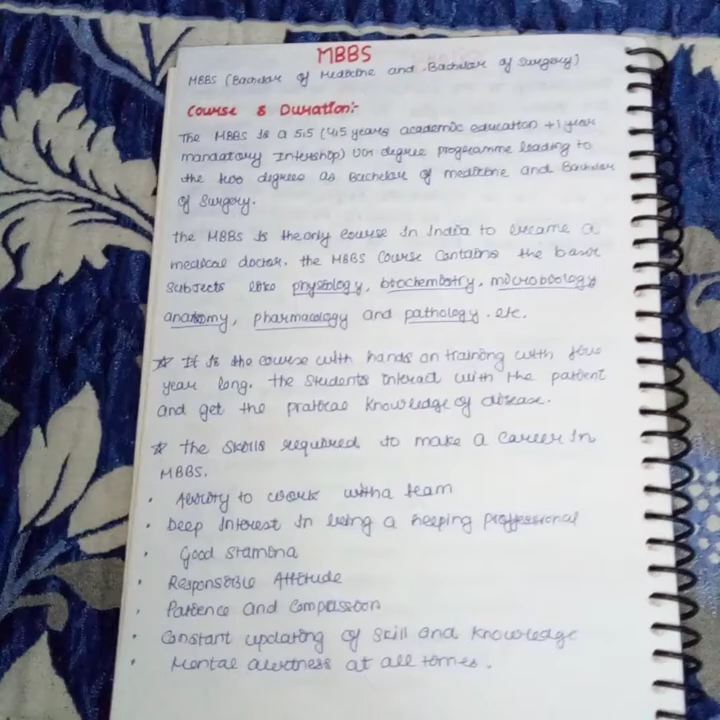 MBBS
MBBS (Bachelor of Medicine and Bachelor of Surgery)
Course & Duration:-
The MBBS is a 5.5 (4.5 years academic education +1 year
mandatory Intership) UG degree programme leading to
the two degrees as Bachelor of medicine and Bachelor
of Surgery.
the MBBS is the only course in India to became a
medical doctor. the MBBS course contains the basic
subjects like physiology, biochemistry, microbiology
anatomy, pharmacology and pathology. etc.
☆ It is the course with hands on training with four
year long. the students interact with the patient
and get the pratical knowledge of disease.
☆ the skills required to make a career in
MBBS.
• Ability to work with a team
• Deep Interest in being a helping proffessional
• Good stamina
• Responsible Attitude
• Patience and compassion
• Constant updating of skill and knowledge
• Mental alertness at all times.